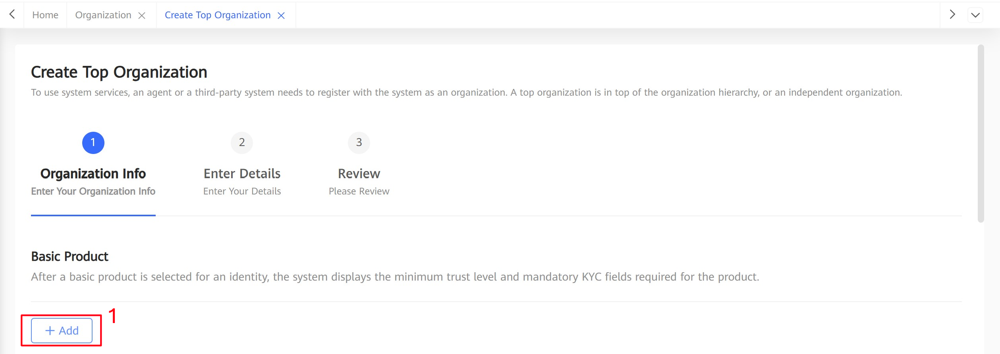 Home Organization Create Top Organization
Create Top Organization
To use system services, an agent or a third-party system needs to register with the system as an organization. A top organization is in top of the organization hierarchy, or an independent organization.
1 2 3
Organization Info Enter Details Review
Enter Your Organization Info Enter Your Details Please Review
Basic Product
After a basic product is selected for an identity, the system displays the minimum trust level and mandatory KYC fields required for the product.
1
+ Add